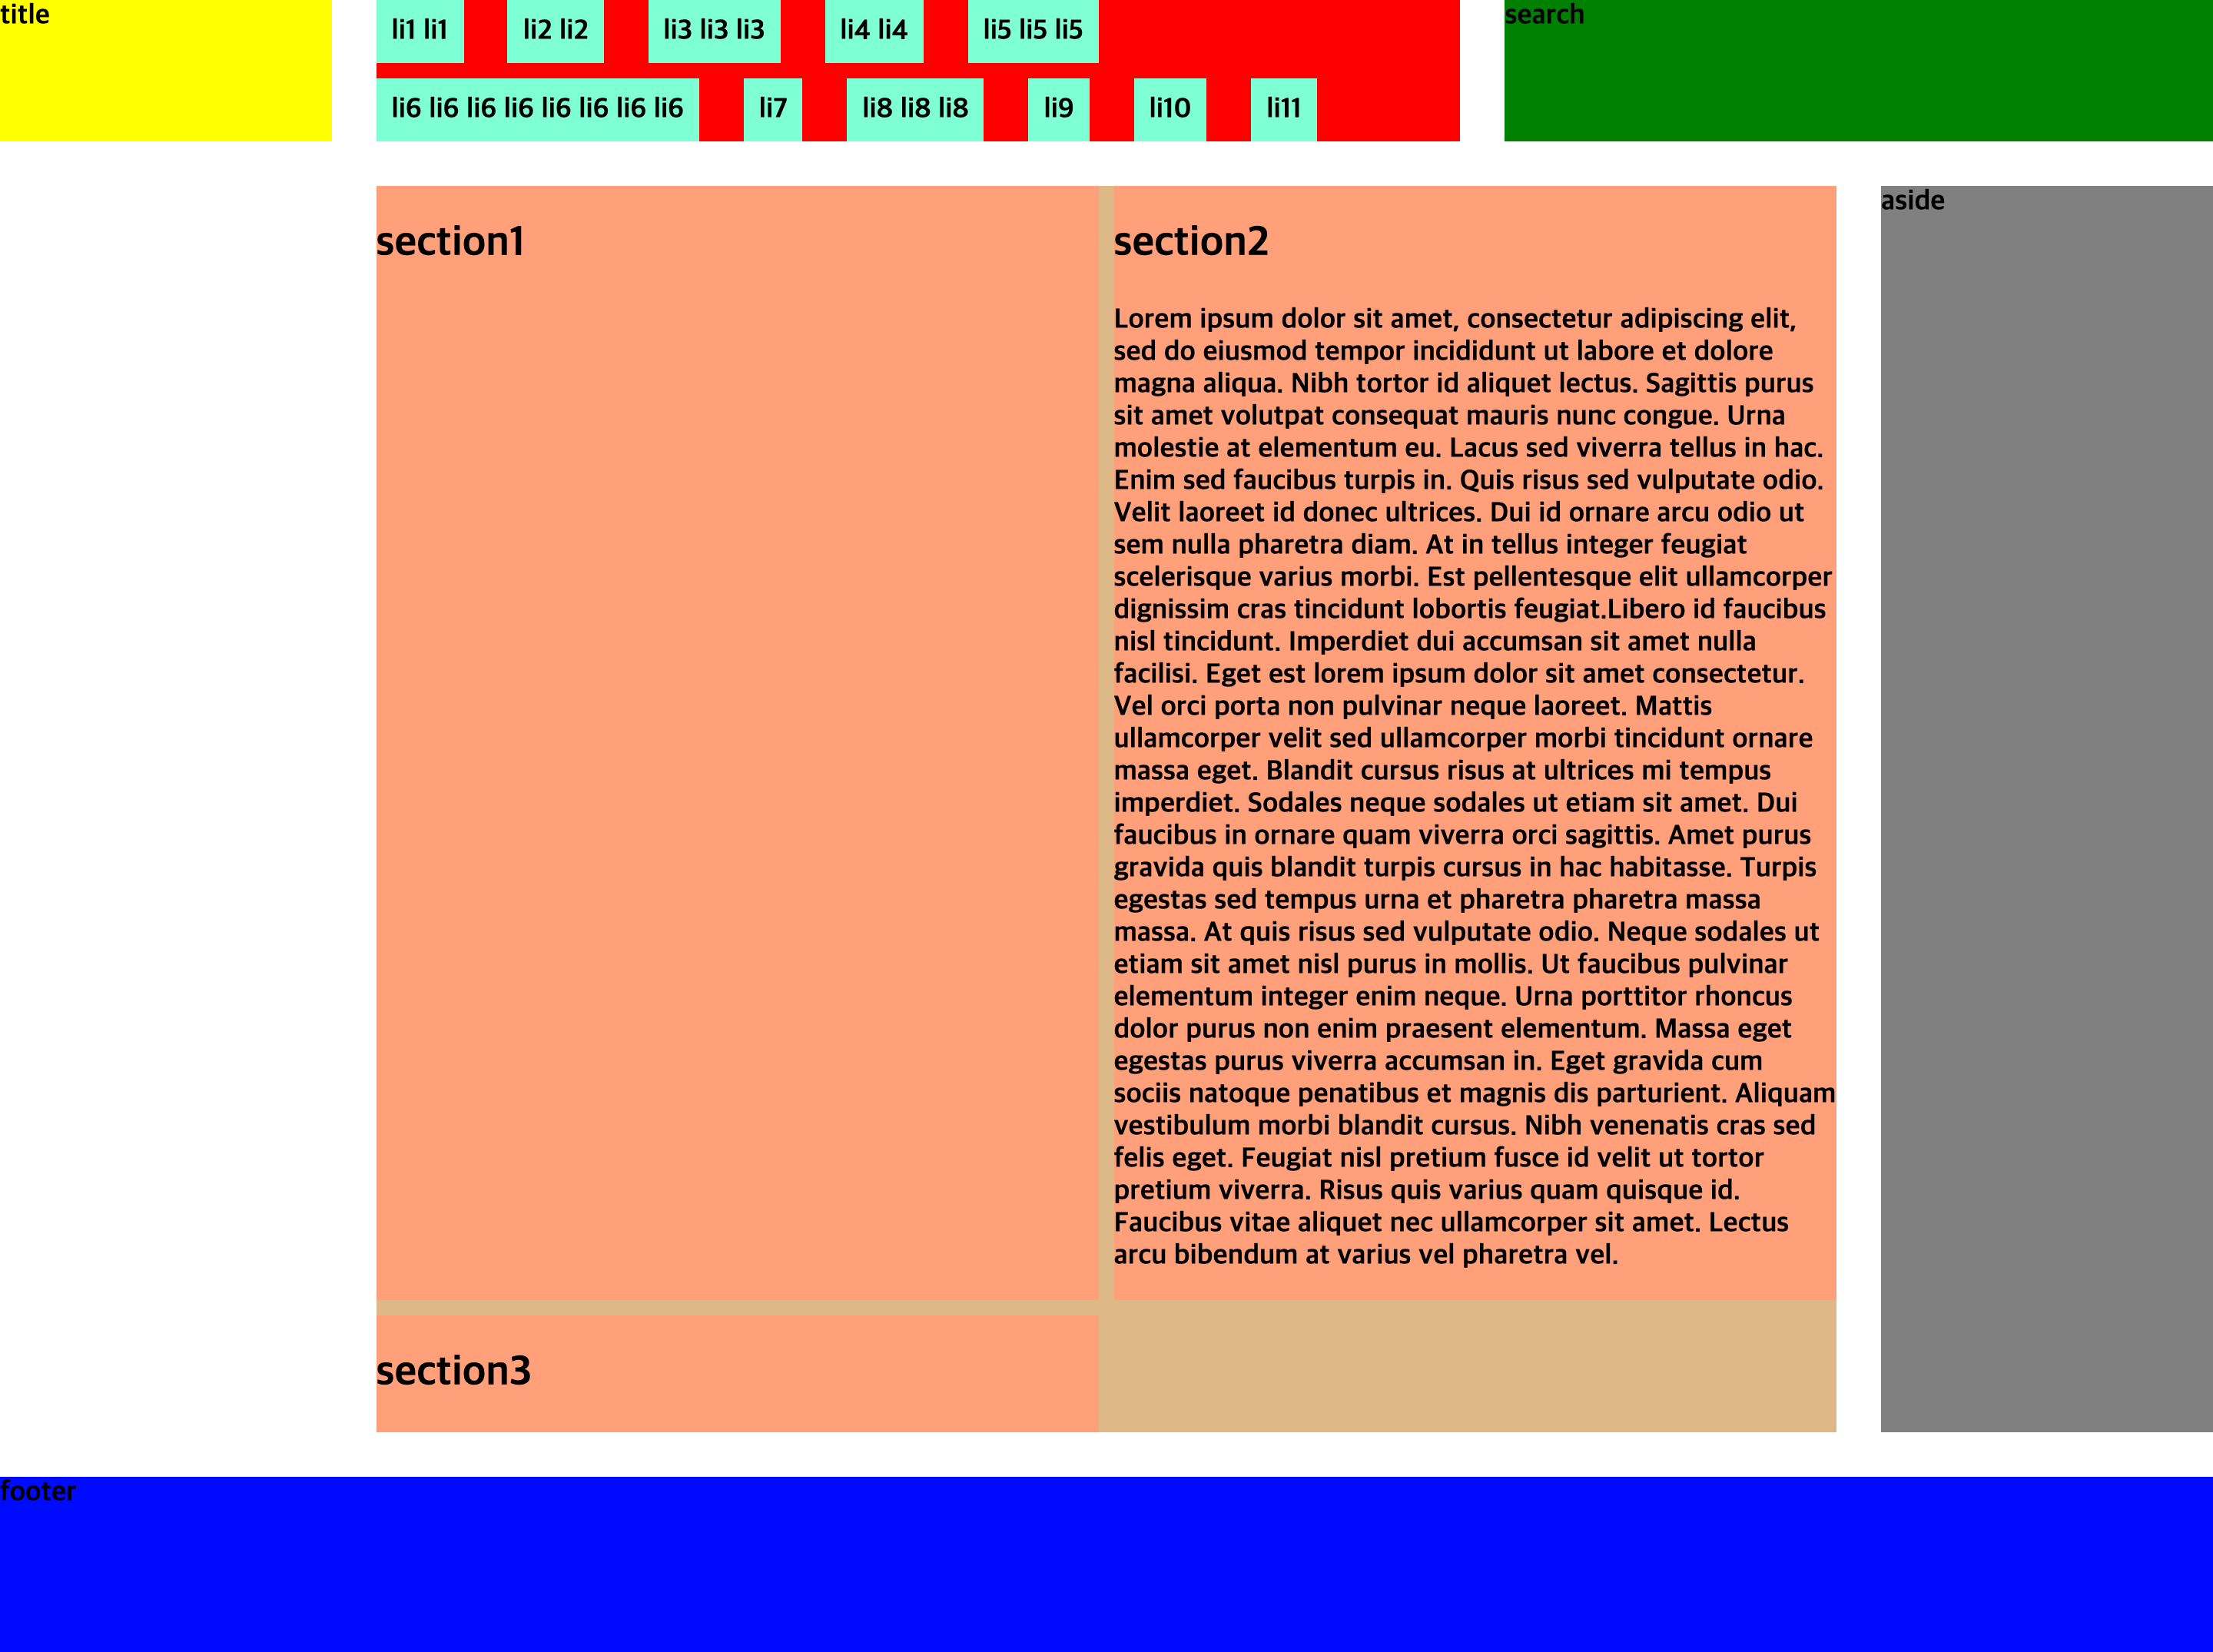 title
li1 li1 li2 li2 li3 li3 li3 li4 li4 li5 li5 li5
search
li6 li6 li6 li6 li6 li6 li6 li6 li7 li8 li8 li8 li9 li10 li11
section1
section2
Lorem ipsum dolor sit amet, consectetur adipiscing elit,
sed do eiusmod tempor incididunt ut labore et dolore
magna aliqua. Nibh tortor id aliquet lectus. Sagittis purus
sit amet volutpat consequat mauris nunc congue. Urna
molestie at elementum eu. Lacus sed viverra tellus in hac.
Enim sed faucibus turpis in. Quis risus sed vulputate odio.
Velit laoreet id donec ultrices. Dui id ornare arcu odio ut
sem nulla pharetra diam. At in tellus integer feugiat
scelerisque varius morbi. Est pellentesque elit ullamcorper
dignissim cras tincidunt lobortis feugiat.Libero id faucibus
nisl tincidunt. Imperdiet dui accumsan sit amet nulla
facilisi. Eget est lorem ipsum dolor sit amet consectetur.
Vel orci porta non pulvinar neque laoreet. Mattis
ullamcorper velit sed ullamcorper morbi tincidunt ornare
massa eget. Blandit cursus risus at ultrices mi tempus
imperdiet. Sodales neque sodales ut etiam sit amet. Dui
faucibus in ornare quam viverra orci sagittis. Amet purus
gravida quis blandit turpis cursus in hac habitasse. Turpis
egestas sed tempus urna et pharetra pharetra massa
massa. At quis risus sed vulputate odio. Neque sodales ut
etiam sit amet nisl purus in mollis. Ut faucibus pulvinar
elementum integer enim neque. Urna porttitor rhoncus
dolor purus non enim praesent elementum. Massa eget
egestas purus viverra accumsan in. Eget gravida cum
sociis natoque penatibus et magnis dis parturient. Aliquam
vestibulum morbi blandit cursus. Nibh venenatis cras sed
felis eget. Feugiat nisl pretium fusce id velit ut tortor
pretium viverra. Risus quis varius quam quisque id.
Faucibus vitae aliquet nec ullamcorper sit amet. Lectus
arcu bibendum at varius vel pharetra vel.
section3
aside
footer